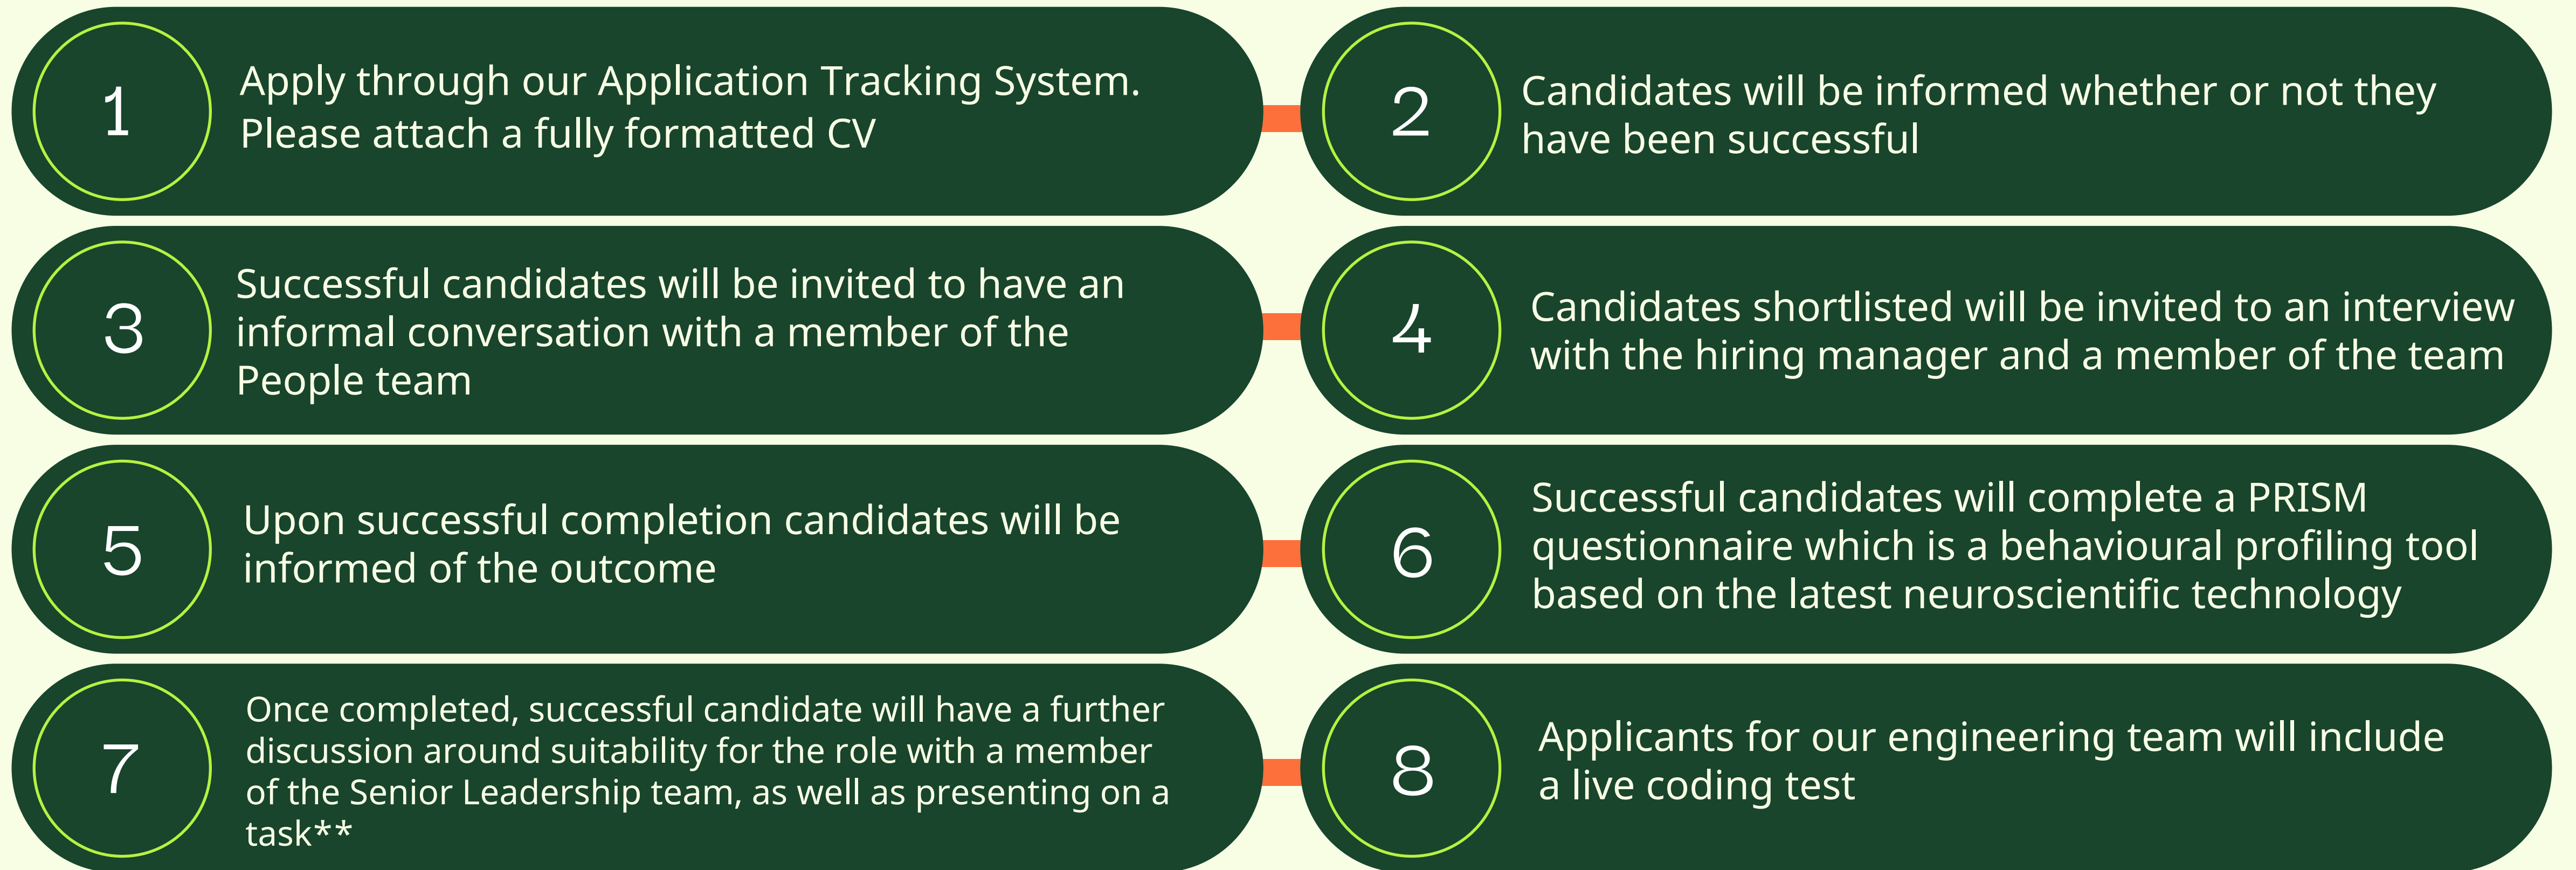 1
Apply through our Application Tracking System.
Please attach a fully formatted CV
2
Candidates will be informed whether or not they
have been successful
3
Successful candidates will be invited to have an
informal conversation with a member of the
People team
4
Candidates shortlisted will be invited to an interview
with the hiring manager and a member of the team
5
Upon successful completion candidates will be
informed of the outcome
6
Successful candidates will complete a PRISM
questionnaire which is a behavioural profiling tool
based on the latest neuroscientific technology
7
Once completed, successful candidate will have a further
discussion around suitability for the role with a member
of the Senior Leadership team, as well as presenting on a
task**
8
Applicants for our engineering team will include
a live coding test